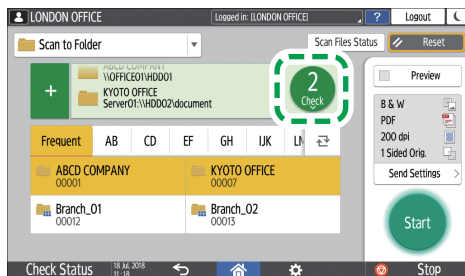 LONDON OFFICE
Logged in: [LONDON OFFICE]
?
Logout
Scan to Folder
Scan Files Status
Reset
ABCD COMPANY
\\OFFICE01\HDD01
KYOTO OFFICE
Server01:\\HDD02\document
+
2
Check
Preview
B & W
PDF
200 dpi
1 Sided Orig.
Send Settings
Frequent
AB
CD
EF
GH
IJK
ABCD COMPANY
00001
KYOTO OFFICE
00007
Branch_01
00012
Branch_02
00013
Start
Check Status
18 Jul. 2018
11:18
Stop